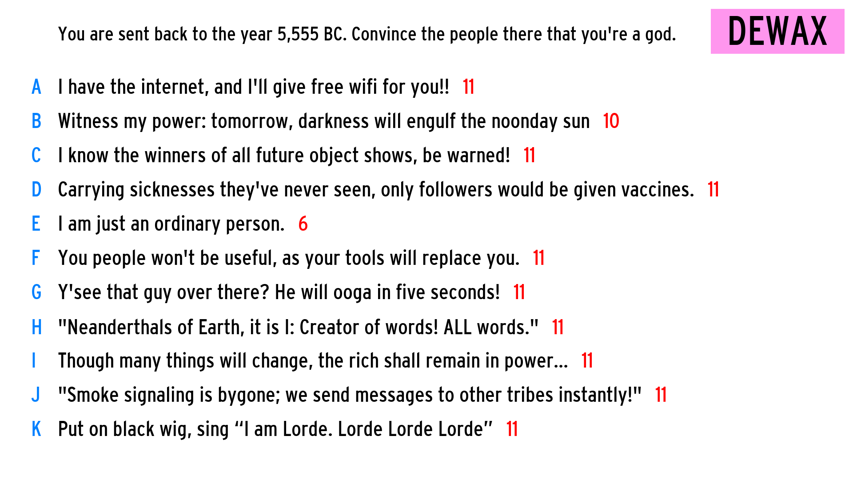 You are sent back to the year 5,555 BC. Convince the people there that you're a god.
DEWAX
A I have the internet, and I'll give free wifi for you!! 11
B Witness my power: tomorrow, darkness will engulf the noonday sun 10
C I know the winners of all future object shows, be warned! 11
D Carrying sicknesses they've never seen, only followers would be given vaccines. 11
E I am just an ordinary person. 6
F You people won't be useful, as your tools will replace you. 11
G Y'see that guy over there? He will ooga in five seconds! 11
H "Neanderthals of Earth, it is I: Creator of words! ALL words." 11
I Though many things will change, the rich shall remain in power... 11
J "Smoke signaling is bygone; we send messages to other tribes instantly!" 11
K Put on black wig, sing “I am Lorde. Lorde Lorde Lorde” 11